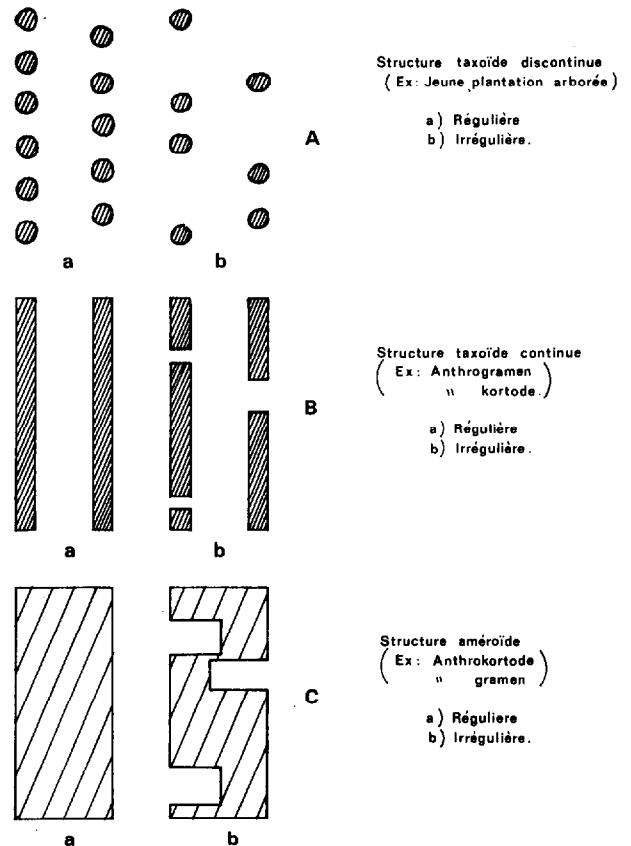 Structure taxoïde discontinue
( Ex: Jeune plantation arborée )
a) Régulière
b) Irrégulière.
A
a
b
Structure taxoïde continue
( Ex: Anthrogramen
" kortode. )
a) Régulière
b) Irrégulière.
B
a
b
Structure améroïde
( Ex: Anthrokortode
" gramen )
a) Réguliere
b) Irrégulière.
C
a
b